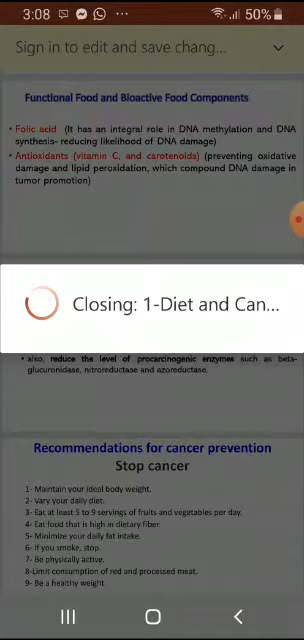 3:08 ... 50%
Sign in to edit and save chang...
Functional Food and Bioactive Food Components
• Folic acid (It has an integral role in DNA methylation and DNA
synthesis- reducing likelihood of DNA damage)
• Antioxidants (vitamin C, and carotenoids) (preventing oxidative
damage and lipid peroxidation, which compound DNA damage in
tumor promotion)
Closing: 1-Diet and Can...
• also, reduce the level of procarcinogenic enzymes such as beta-
glucuronidase, nitroreductase and azoreductase.
Recommendations for cancer prevention
Stop cancer
1- Maintain your ideal body weight.
2- Vary your daily diet.
3- Eat at least 5 to 9 servings of fruits and vegetables per day.
4- Eat food that is high in dietary fiber.
5- Minimize your daily fat intake.
6- If you smoke, stop.
7- Be physically active.
8-Limit consumption of red and processed meat.
9- Be a healthy weight.